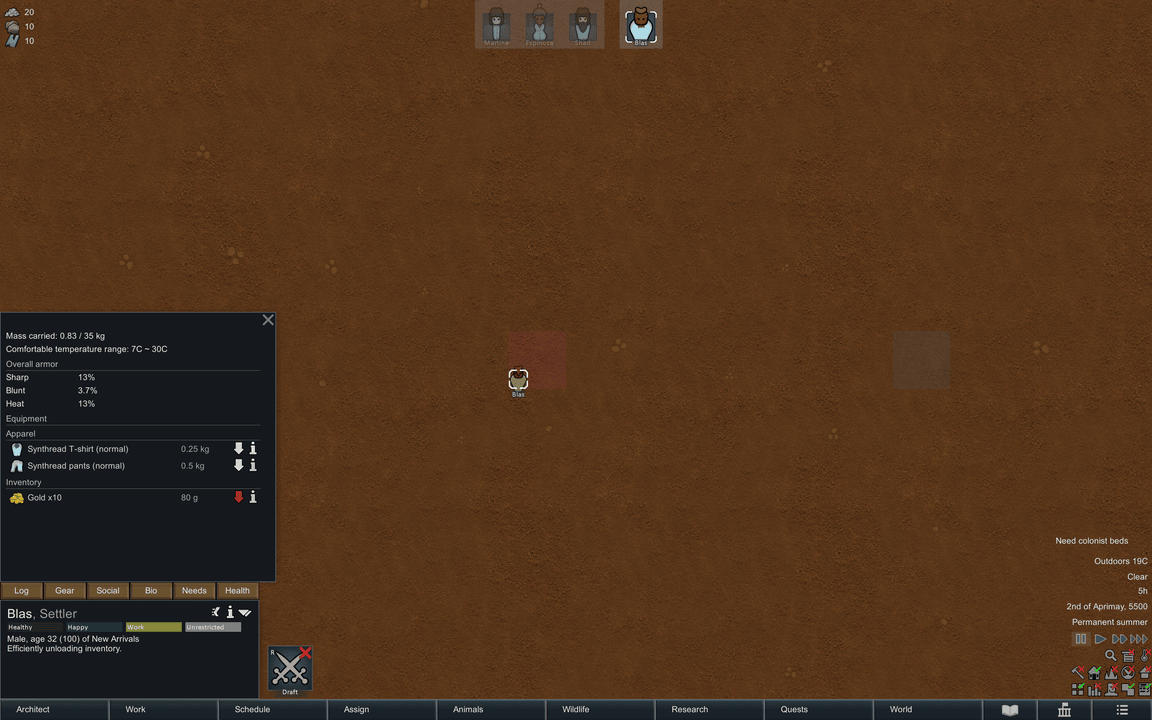 20
10
10
Martina
Espinosa
Shari
Blas
Mass carried: 0.83 / 35 kg
Comfortable temperature range: 7C ~ 30C
Overall armor
Sharp 13%
Blunt 3.7%
Heat 13%
Equipment
Apparel
Synthread T-shirt (normal) 0.25 kg
Synthread pants (normal) 0.5 kg
Inventory
Gold x10 80 g
Blas
Log Gear Social Bio Needs Health
Blas, Settler
Healthy Happy Work Unrestricted
Male, age 32 (100) of New Arrivals
Efficiently unloading inventory.
R
Draft
Need colonist beds
Outdoors 19C
Clear
5h
2nd of Aprimay, 5500
Permanent summer
Architect Work Schedule Assign Animals Wildlife Research Quests World